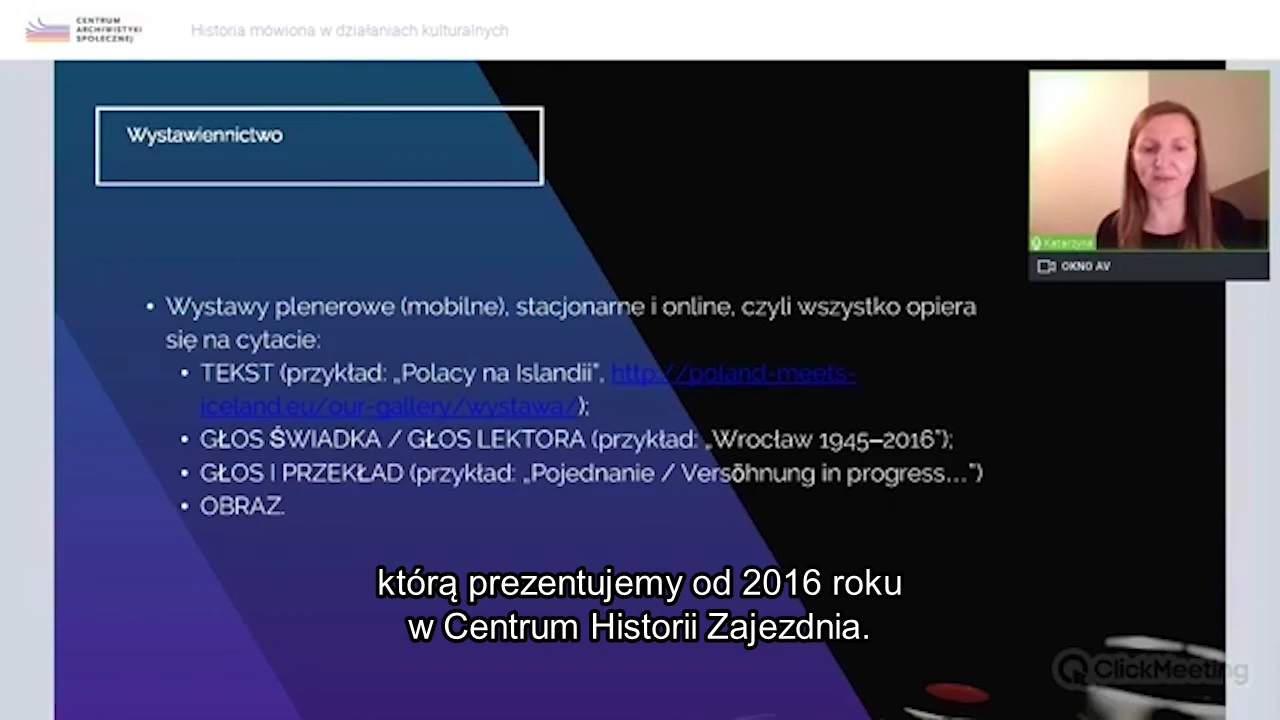 CENTRUM
ARCHIWISTYKI
SPOŁECZNEJ
Historia mówiona w działaniach kulturalnych
Wystawiennictwo
Katarzyna
OKNO AV
• Wystawy plenerowe (mobilne), stacjonarne i online, czyli wszystko opiera
się na cytacie:
• TEKST (przykład: „Polacy na Islandii”, http://poland-meets-
iceland.eu/our-gallery/wystawa/);
• GŁOS ŚWIADKA / GŁOS LEKTORA (przykład: „Wrocław 1945–2016”);
• GŁOS I PRZEKŁAD (przykład: „Pojednanie / Versōhnung in progress…”)
• OBRAZ.
którą prezentujemy od 2016 roku
w Centrum Historii Zajezdnia.
ClickMeeting